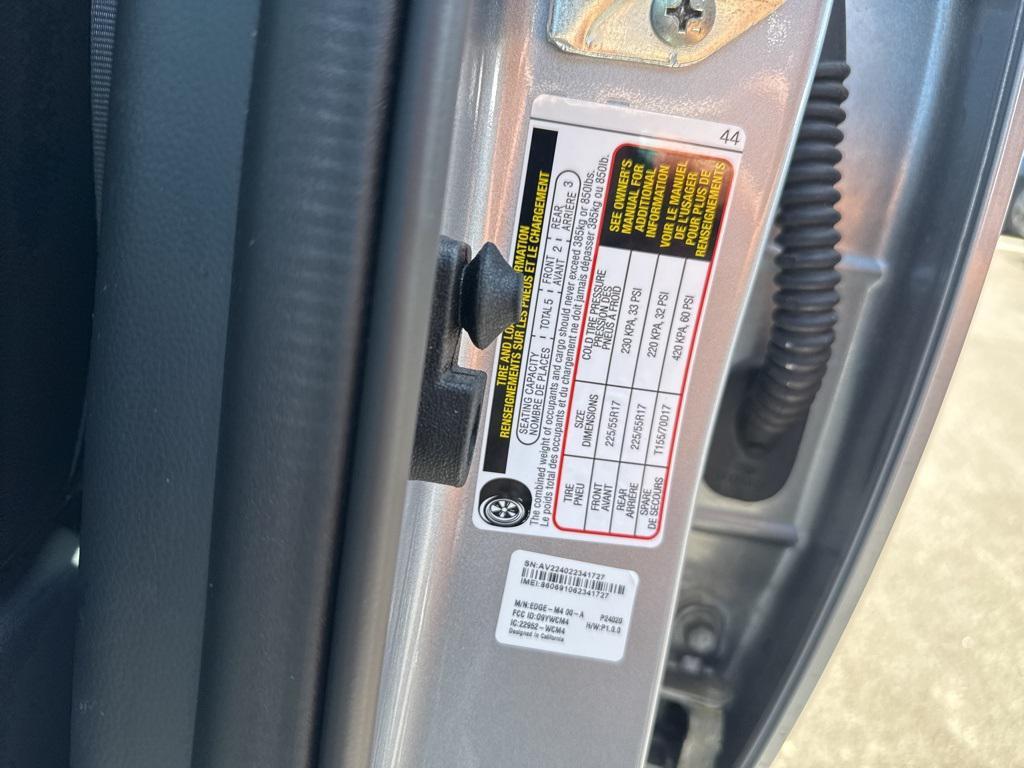 44
TIRE AND LOA RMATION
RENSEIGNEMENTS SUR LES PNEUS ET LE CHARGEMENT
SEATING CAPACITY TOTAL 5 FRONT 2 REAR 3
NOMBRE DE PLACES AVANT ARRIÈRE
The combined weight of occupants and cargo should never exceed 385kg or 850lbs.
Le poids total des occupants et du chargement ne doit jamais dépasser 385kg ou 850lb.
TIRE SIZE COLD TIRE PRESSURE
PNEU DIMENSIONS PRESSION DES
PNEUS À FROID
FRONT
AVANT 225/55R17 230 KPA, 33 PSI
REAR
ARRIÈRE 225/55R17 220 KPA, 32 PSI
SPARE
DE SECOURS T155/70D17 420 KPA, 60 PSI
SEE OWNER'S
MANUAL FOR
ADDITIONAL
INFORMATION
VOIR LE MANUEL
DE L'USAGER
POUR PLUS DE
RENSEIGNEMENTS
SN:AV224022341727
IMEI:860691062341727
M/N:EDGE-M4 00-A P24020
FCC ID:O9YWCM4 H/W:P1.0.0
IC:22952-WCM4
Designed in California